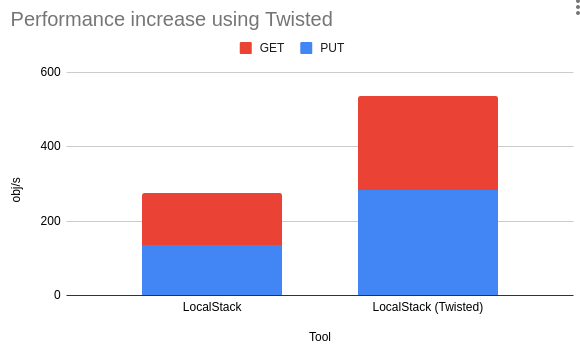 Performance increase using Twisted
GET PUT
600
400
200
0
obj/s
LocalStack LocalStack (Twisted)
Tool